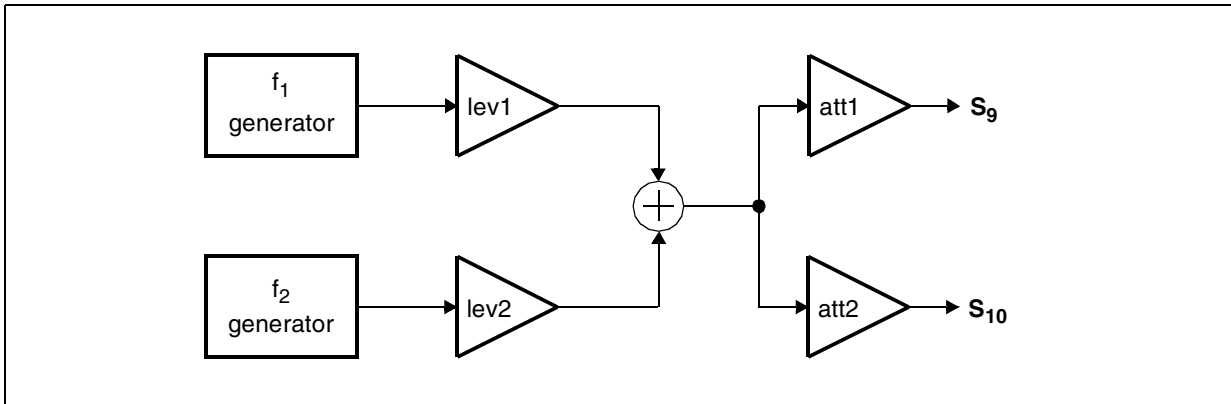 f1
generator
lev1
att1
S9
+
f2
generator
lev2
att2
S10